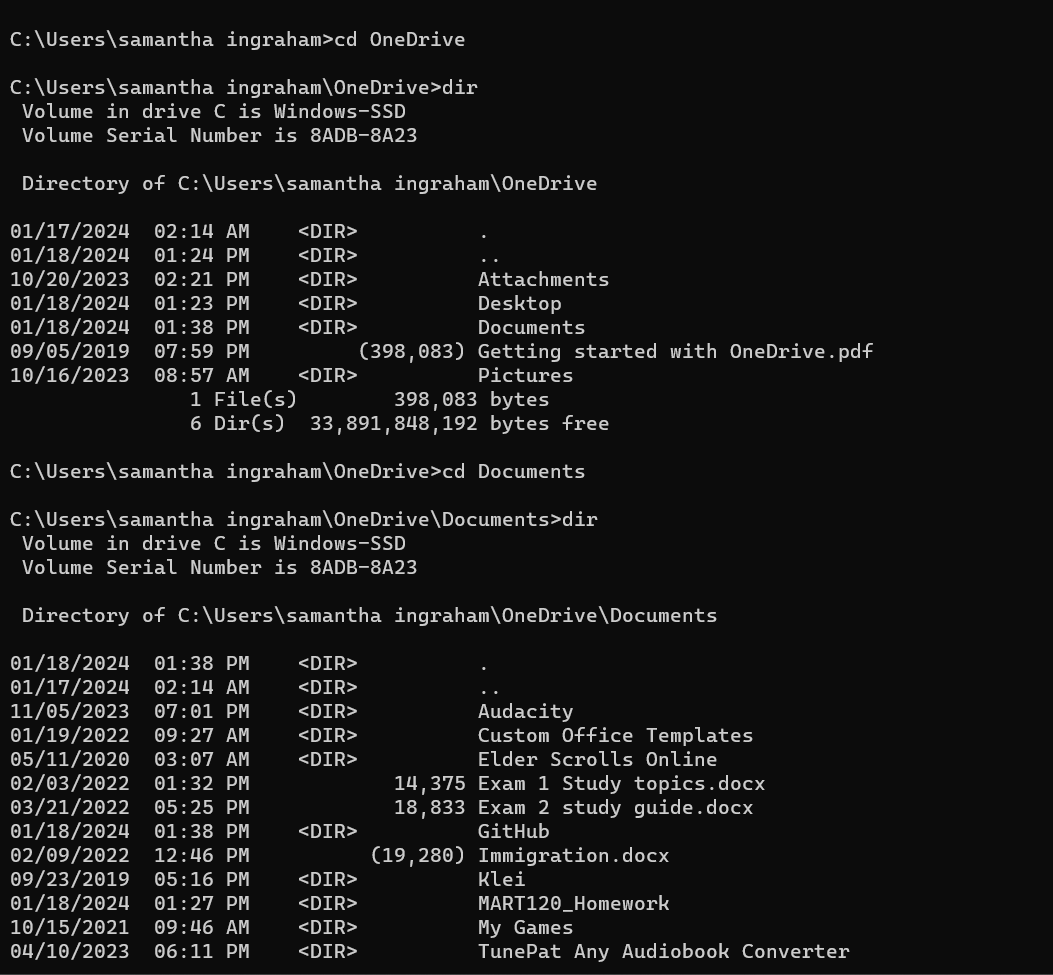 C:\Users\samantha ingraham>cd OneDrive

C:\Users\samantha ingraham\OneDrive>dir
 Volume in drive C is Windows-SSD
 Volume Serial Number is 8ADB-8A23

 Directory of C:\Users\samantha ingraham\OneDrive

01/17/2024  02:14 AM    <DIR>          .
01/18/2024  01:24 PM    <DIR>          ..
10/20/2023  02:21 PM    <DIR>          Attachments
01/18/2024  01:23 PM    <DIR>          Desktop
01/18/2024  01:38 PM    <DIR>          Documents
09/05/2019  07:59 PM         (398,083) Getting started with OneDrive.pdf
10/16/2023  08:57 AM    <DIR>          Pictures
               1 File(s)        398,083 bytes
               6 Dir(s)  33,891,848,192 bytes free

C:\Users\samantha ingraham\OneDrive>cd Documents

C:\Users\samantha ingraham\OneDrive\Documents>dir
 Volume in drive C is Windows-SSD
 Volume Serial Number is 8ADB-8A23

 Directory of C:\Users\samantha ingraham\OneDrive\Documents

01/18/2024  01:38 PM    <DIR>          .
01/17/2024  02:14 AM    <DIR>          ..
11/05/2023  07:01 PM    <DIR>          Audacity
01/19/2022  09:27 AM    <DIR>          Custom Office Templates
05/11/2020  03:07 AM    <DIR>          Elder Scrolls Online
02/03/2022  01:32 PM            14,375 Exam 1 Study topics.docx
03/21/2022  05:25 PM            18,833 Exam 2 study guide.docx
01/18/2024  01:38 PM    <DIR>          GitHub
02/09/2022  12:46 PM          (19,280) Immigration.docx
09/23/2019  05:16 PM    <DIR>          Klei
01/18/2024  01:27 PM    <DIR>          MART120_Homework
10/15/2021  09:46 AM    <DIR>          My Games
04/10/2023  06:11 PM    <DIR>          TunePat Any Audiobook Converter